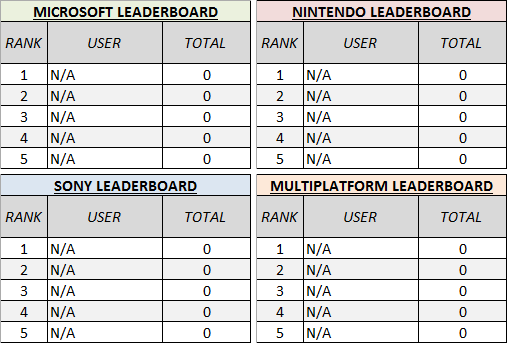 MICROSOFT LEADERBOARD
RANK USER TOTAL
1 N/A 0
2 N/A 0
3 N/A 0
4 N/A 0
5 N/A 0
NINTENDO LEADERBOARD
RANK USER TOTAL
1 N/A 0
2 N/A 0
3 N/A 0
4 N/A 0
5 N/A 0
SONY LEADERBOARD
RANK USER TOTAL
1 N/A 0
2 N/A 0
3 N/A 0
4 N/A 0
5 N/A 0
MULTIPLATFORM LEADERBOARD
RANK USER TOTAL
1 N/A 0
2 N/A 0
3 N/A 0
4 N/A 0
5 N/A 0